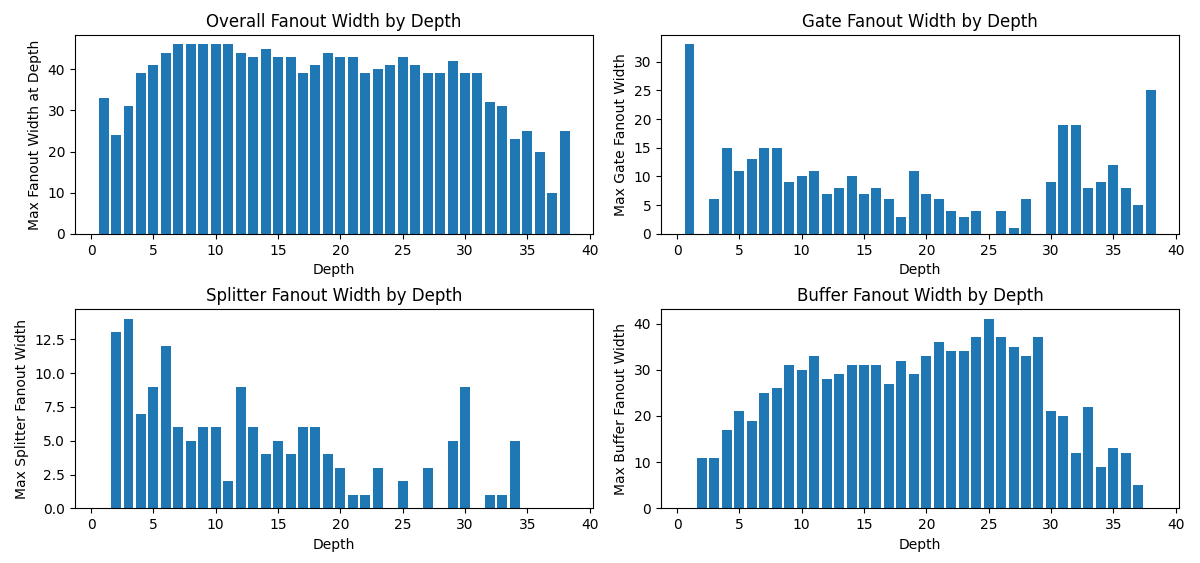 Overall Fanout Width by Depth
Max Fanout Width at Depth
40
30
20
10
0
0 5 10 15 20 25 30 35 40
Depth
Gate Fanout Width by Depth
Max Gate Fanout Width
30
25
20
15
10
5
0
0 5 10 15 20 25 30 35 40
Depth
Splitter Fanout Width by Depth
Max Splitter Fanout Width
12.5
10.0
7.5
5.0
2.5
0.0
0 5 10 15 20 25 30 35 40
Depth
Buffer Fanout Width by Depth
Max Buffer Fanout Width
40
30
20
10
0
0 5 10 15 20 25 30 35 40
Depth